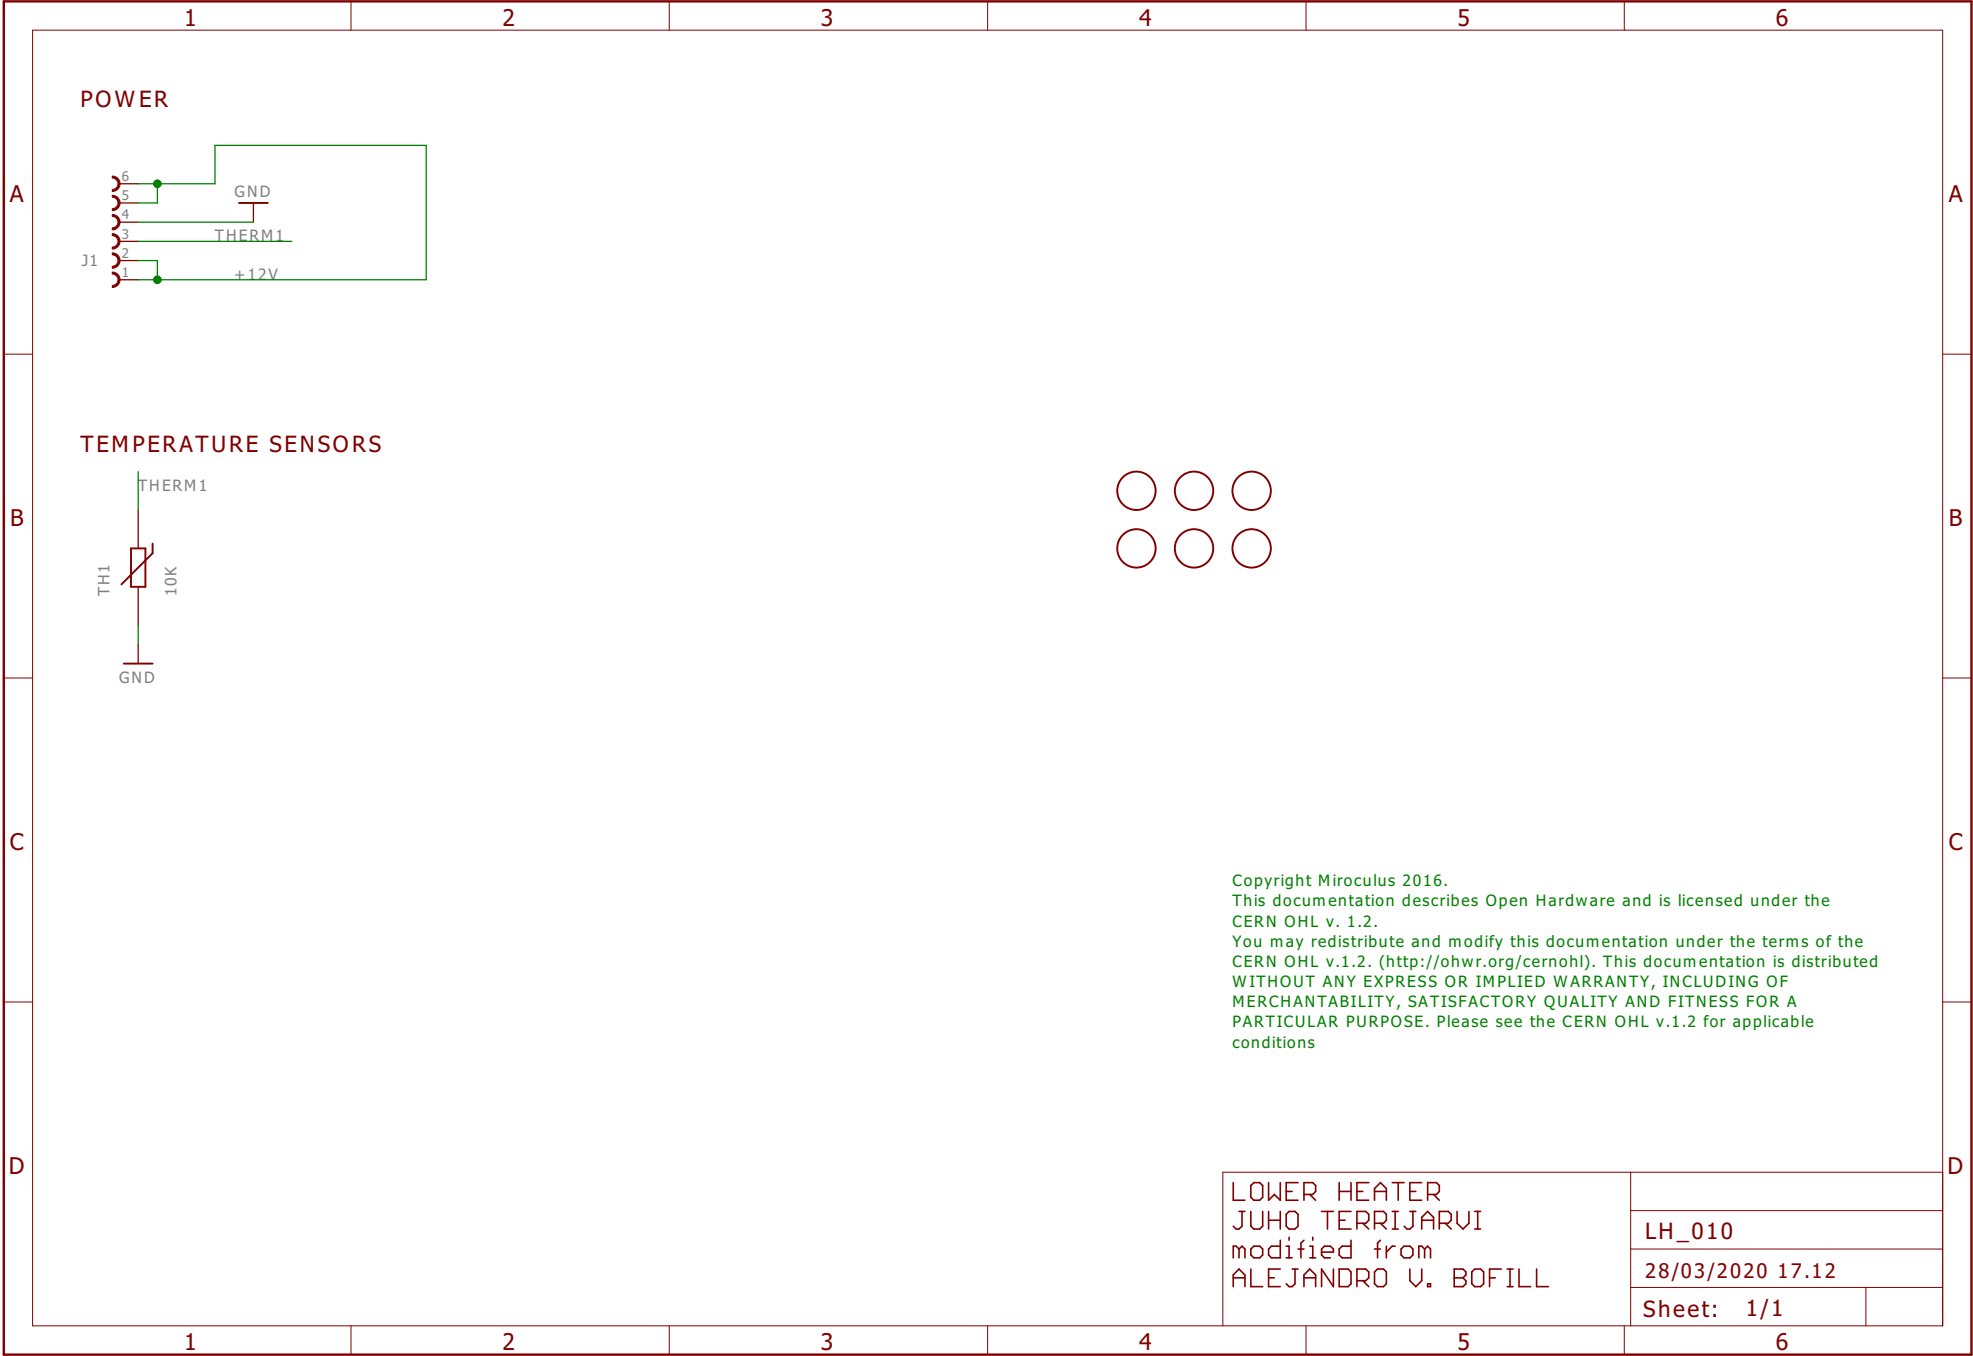 1 2 3 4 5 6
POWER
A A
6
5
GND
4
THERM1
3
J1
2
+12V
1
TEMPERATURE SENSORS
THERM1
B B
TH1
10K
GND
C C
Copyright Miroculus 2016.
This documentation describes Open Hardware and is licensed under the
CERN OHL v. 1.2.
You may redistribute and modify this documentation under the terms of the
CERN OHL v.1.2. (http://ohwr.org/cernohl). This documentation is distributed
WITHOUT ANY EXPRESS OR IMPLIED WARRANTY, INCLUDING OF
MERCHANTABILITY, SATISFACTORY QUALITY AND FITNESS FOR A
PARTICULAR PURPOSE. Please see the CERN OHL v.1.2 for applicable
conditions
D D
LOWER HEATER
JUHO TERRIJARVI
modified from
ALEJANDRO V. BOFILL
LH_010
28/03/2020 17.12
Sheet: 1/1
1 2 3 4 5 6